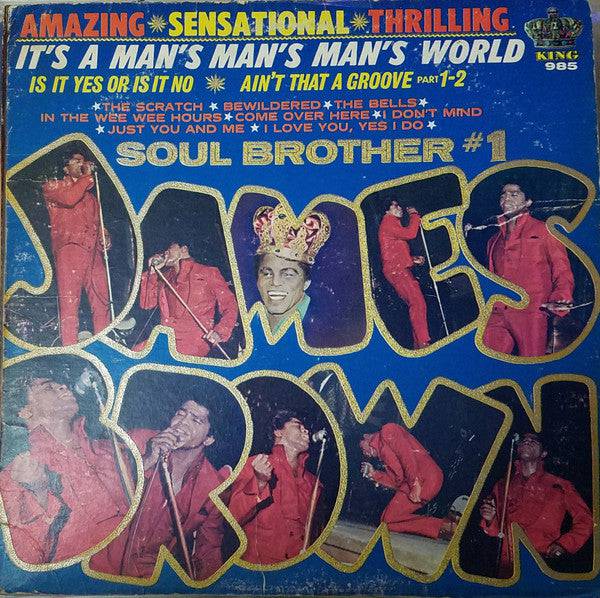 AMAZING ✷ SENSATIONAL ✷ THRILLING
IT'S A MAN'S MAN'S MAN'S WORLD
KING
985
IS IT YES OR IS IT NO ✷ AIN'T THAT A GROOVE PART 1-2
★THE SCRATCH ★ BEWILDERED ★THE BELLS★
IN THE WEE WEE HOURS★COME OVER HERE★I DON'T MIND
★JUST YOU AND ME ★ I LOVE YOU, YES I DO★
SOUL BROTHER #1
JAMES
BROWN